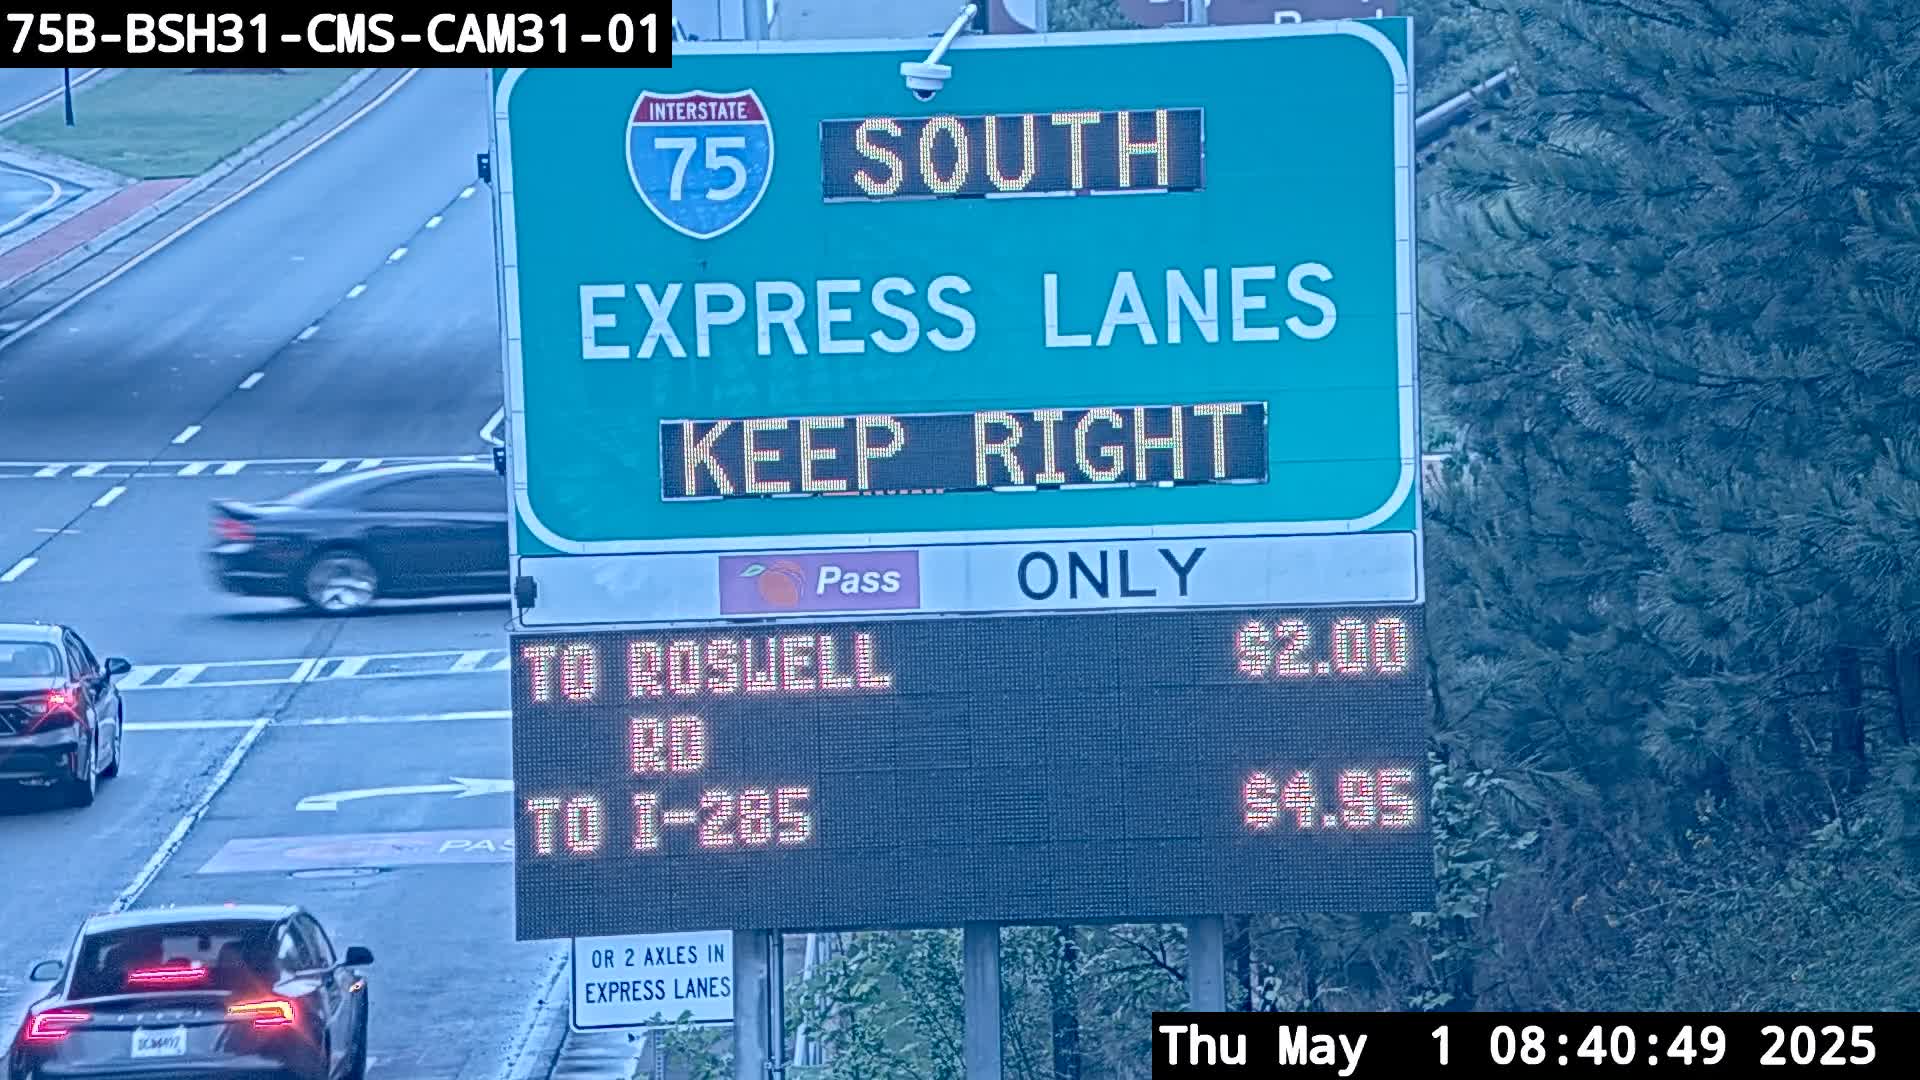 75B-BSH31-CMS-CAM31-01
INTERSTATE
75
SOUTH
EXPRESS LANES
KEEP RIGHT
Pass ONLY
TO ROSWELL $2.00
RD
TO I-285 $4.95
PAS
OR 2 AXLES IN
EXPRESS LANES
Thu May 1 08:40:49 2025